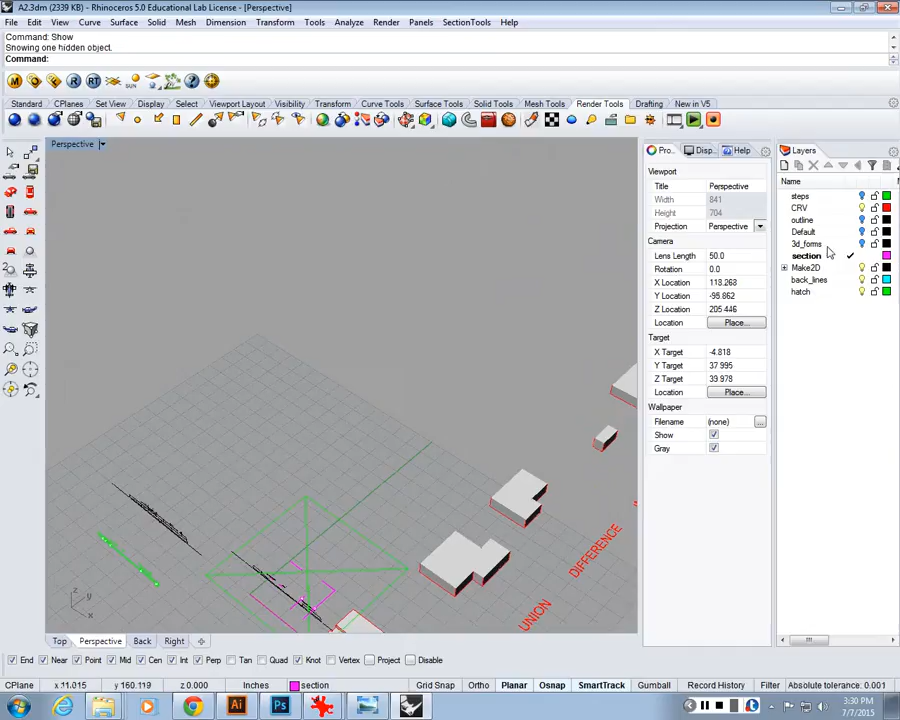 A2.3dm (2339 KB) - Rhinoceros 5.0 Educational Lab License - [Perspective]
File Edit View Curve Surface Solid Mesh Dimension Transform Tools Analyze Render Panels SectionTools Help
Command: Show
Showing one hidden object.
Command:
Standard CPlanes Set View Display Select Viewport Layout Visibility Transform Curve Tools Surface Tools Solid Tools Mesh Tools Render Tools Drafting New in V5
Perspective
Pro... Disp... Help
Viewport
Title Perspective
Width 841
Height 704
Projection Perspective
Camera
Lens Length 50.0
Rotation 0.0
X Location 118.268
Y Location -95.862
Z Location 205.446
Location Place...
Target
X Target -4.818
Y Target 37.995
Z Target 39.978
Location Place...
Wallpaper
Filename (none) ...
Show
Gray
Layers
Name
steps
CRV
outline
Default
3d_forms
section
Make2D
back_lines
hatch
DIFFERENCE
UNION
z
y
x
Top Perspective Back Right
End Near Point Mid Cen Int Perp Tan Quad Knot Vertex Project Disable
CPlane x 11.015 y 160.119 z 0.000 Inches section Grid Snap Ortho Planar Osnap SmartTrack Gumball Record History Filter Absolute tolerance: 0.001
3:30 PM
7/7/2015